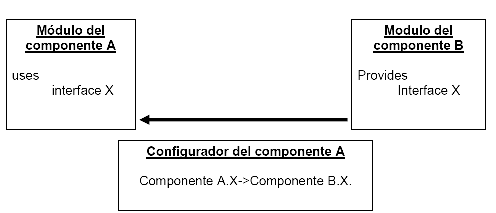 Módulo del
componente A
uses
interface X
Modulo del
componente B
Provides
Interface X
Configurador del componente A
Componente A.X->Componente B.X.